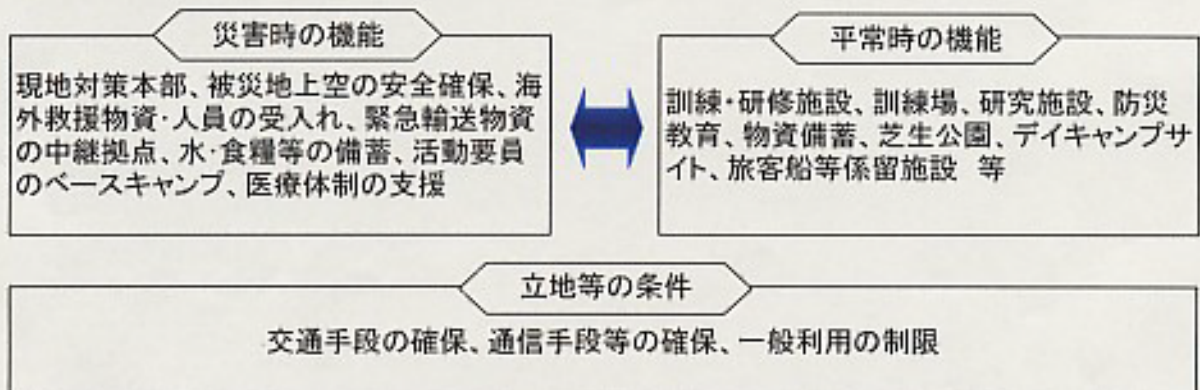 災害時の機能
現地対策本部、被災地上空の安全確保、海
外救援物資・人員の受入れ、緊急輸送物資
の中継拠点、水・食糧等の備蓄、活動要員
のベースキャンプ、医療体制の支援
平常時の機能
訓練・研修施設、訓練場、研究施設、防災
教育、物資備蓄、芝生公園、デイキャンプサ
イト、旅客船等係留施設 等
立地等の条件
交通手段の確保、通信手段等の確保、一般利用の制限